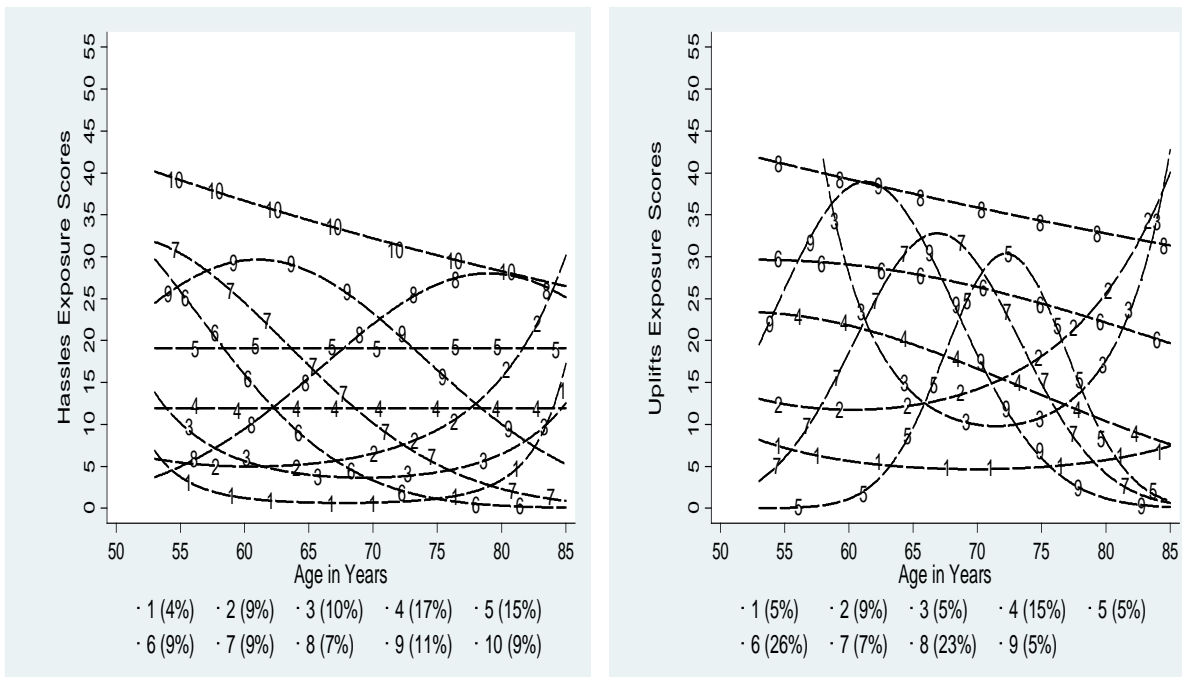 Hassles Exposure Scores
55
50
45
40
35
30
25
20
15
10
5
0
50 55 60 65 70 75 80 85
Age in Years
· 1 (4%) · 2 (9%) · 3 (10%) · 4 (17%) · 5 (15%)
· 6 (9%) · 7 (9%) · 8 (7%) · 9 (11%) · 10 (9%)
Uplifts Exposure Scores
55
50
45
40
35
30
25
20
15
10
5
0
50 55 60 65 70 75 80 85
Age in Years
· 1 (5%) · 2 (9%) · 3 (5%) · 4 (15%) · 5 (5%)
· 6 (26%) · 7 (7%) · 8 (23%) · 9 (5%)